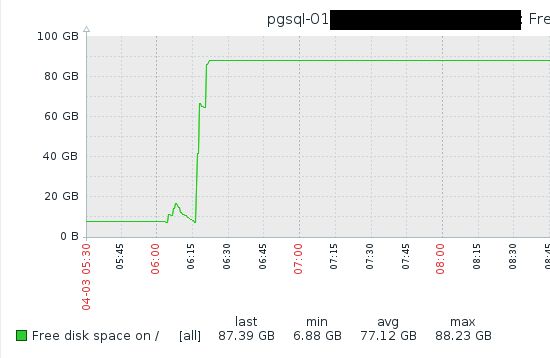 pgsql-01 : Fre
100 GB
80 GB
60 GB
40 GB
20 GB
0 B
04-03 05:30
05:45
06:00
06:15
06:30
06:45
07:00
07:15
07:30
07:45
08:00
08:15
08:30
08:45
last min avg max
Free disk space on / [all] 87.39 GB 6.88 GB 77.12 GB 88.23 GB